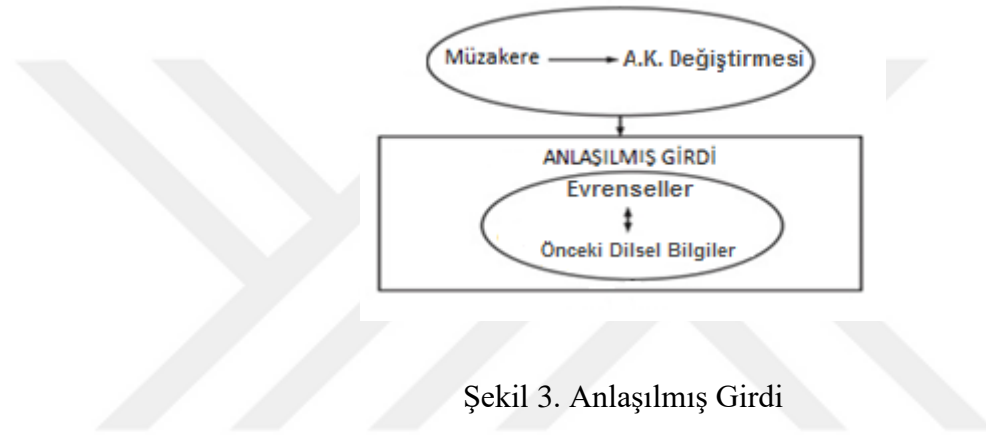 Müzakere A.K. Değiştirmesi
ANLAŞILMIŞ GİRDİ
Evrenseller
Önceki Dilsel Bilgiler
Şekil 3. Anlaşılmış Girdi